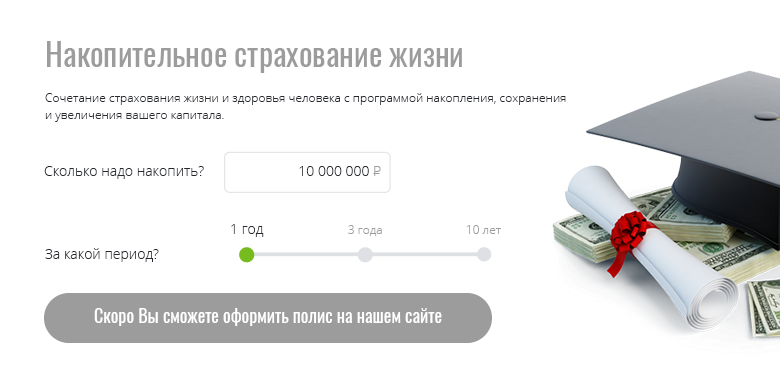 Накопительное страхование жизни
Сочетание страхования жизни и здоровья человека с программой накопления, сохранения
и увеличения вашего капитала.
Сколько надо накопить? 10 000 000 ₽
1 год 3 года 10 лет
За какой период?
Скоро Вы сможете оформить полис на нашем сайте